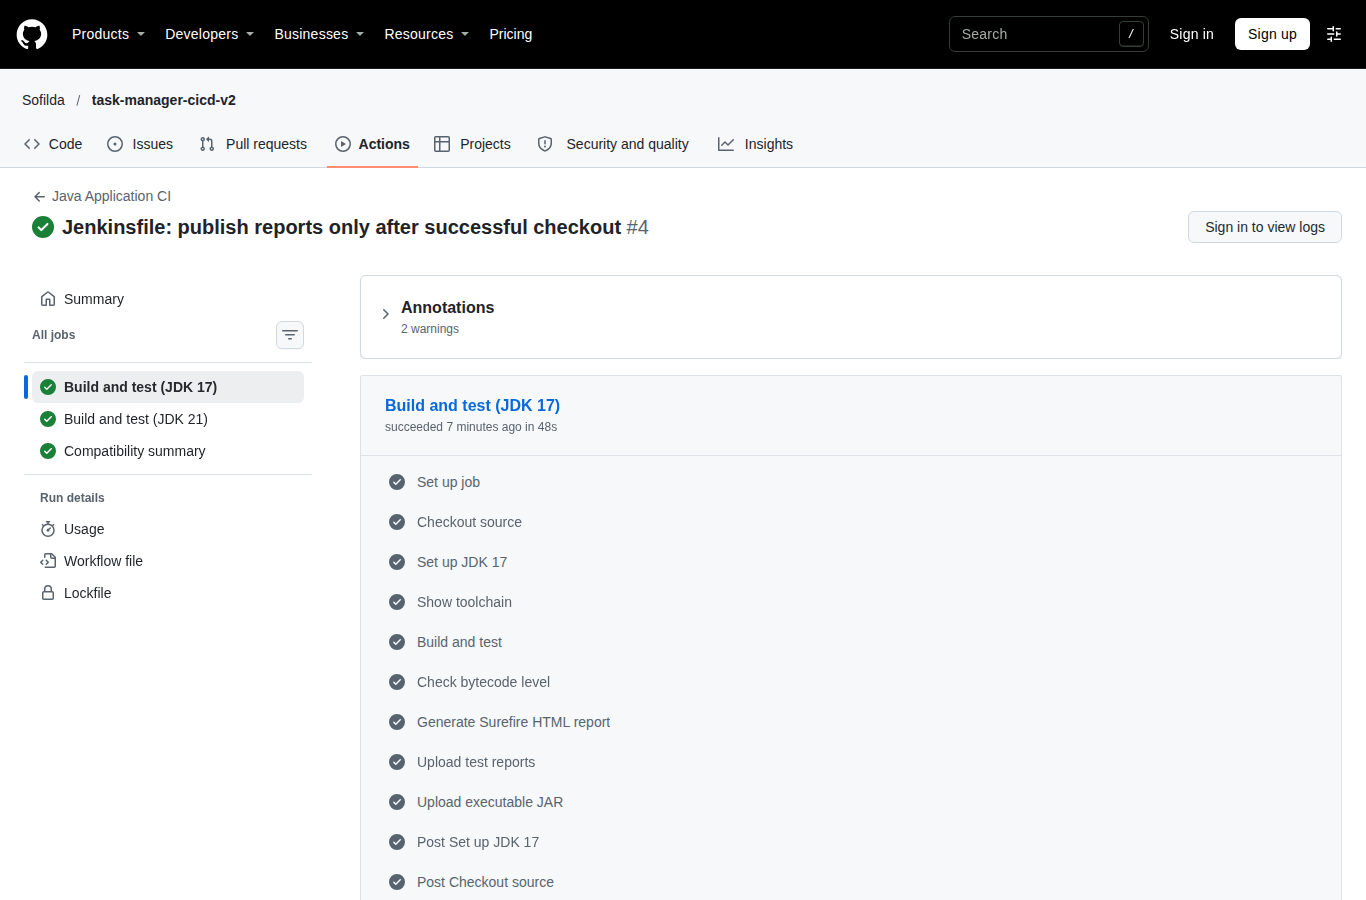 Products Developers Businesses Resources Pricing Search / Sign in Sign up
Sofilda / task-manager-cicd-v2
Code Issues Pull requests Actions Projects Security and quality Insights
Java Application CI
Jenkinsfile: publish reports only after successful checkout #4
Sign in to view logs
Summary
All jobs
Build and test (JDK 17)
Build and test (JDK 21)
Compatibility summary
Run details
Usage
Workflow file
Lockfile
Annotations
2 warnings
Build and test (JDK 17)
succeeded 7 minutes ago in 48s
Set up job
Checkout source
Set up JDK 17
Show toolchain
Build and test
Check bytecode level
Generate Surefire HTML report
Upload test reports
Upload executable JAR
Post Set up JDK 17
Post Checkout source